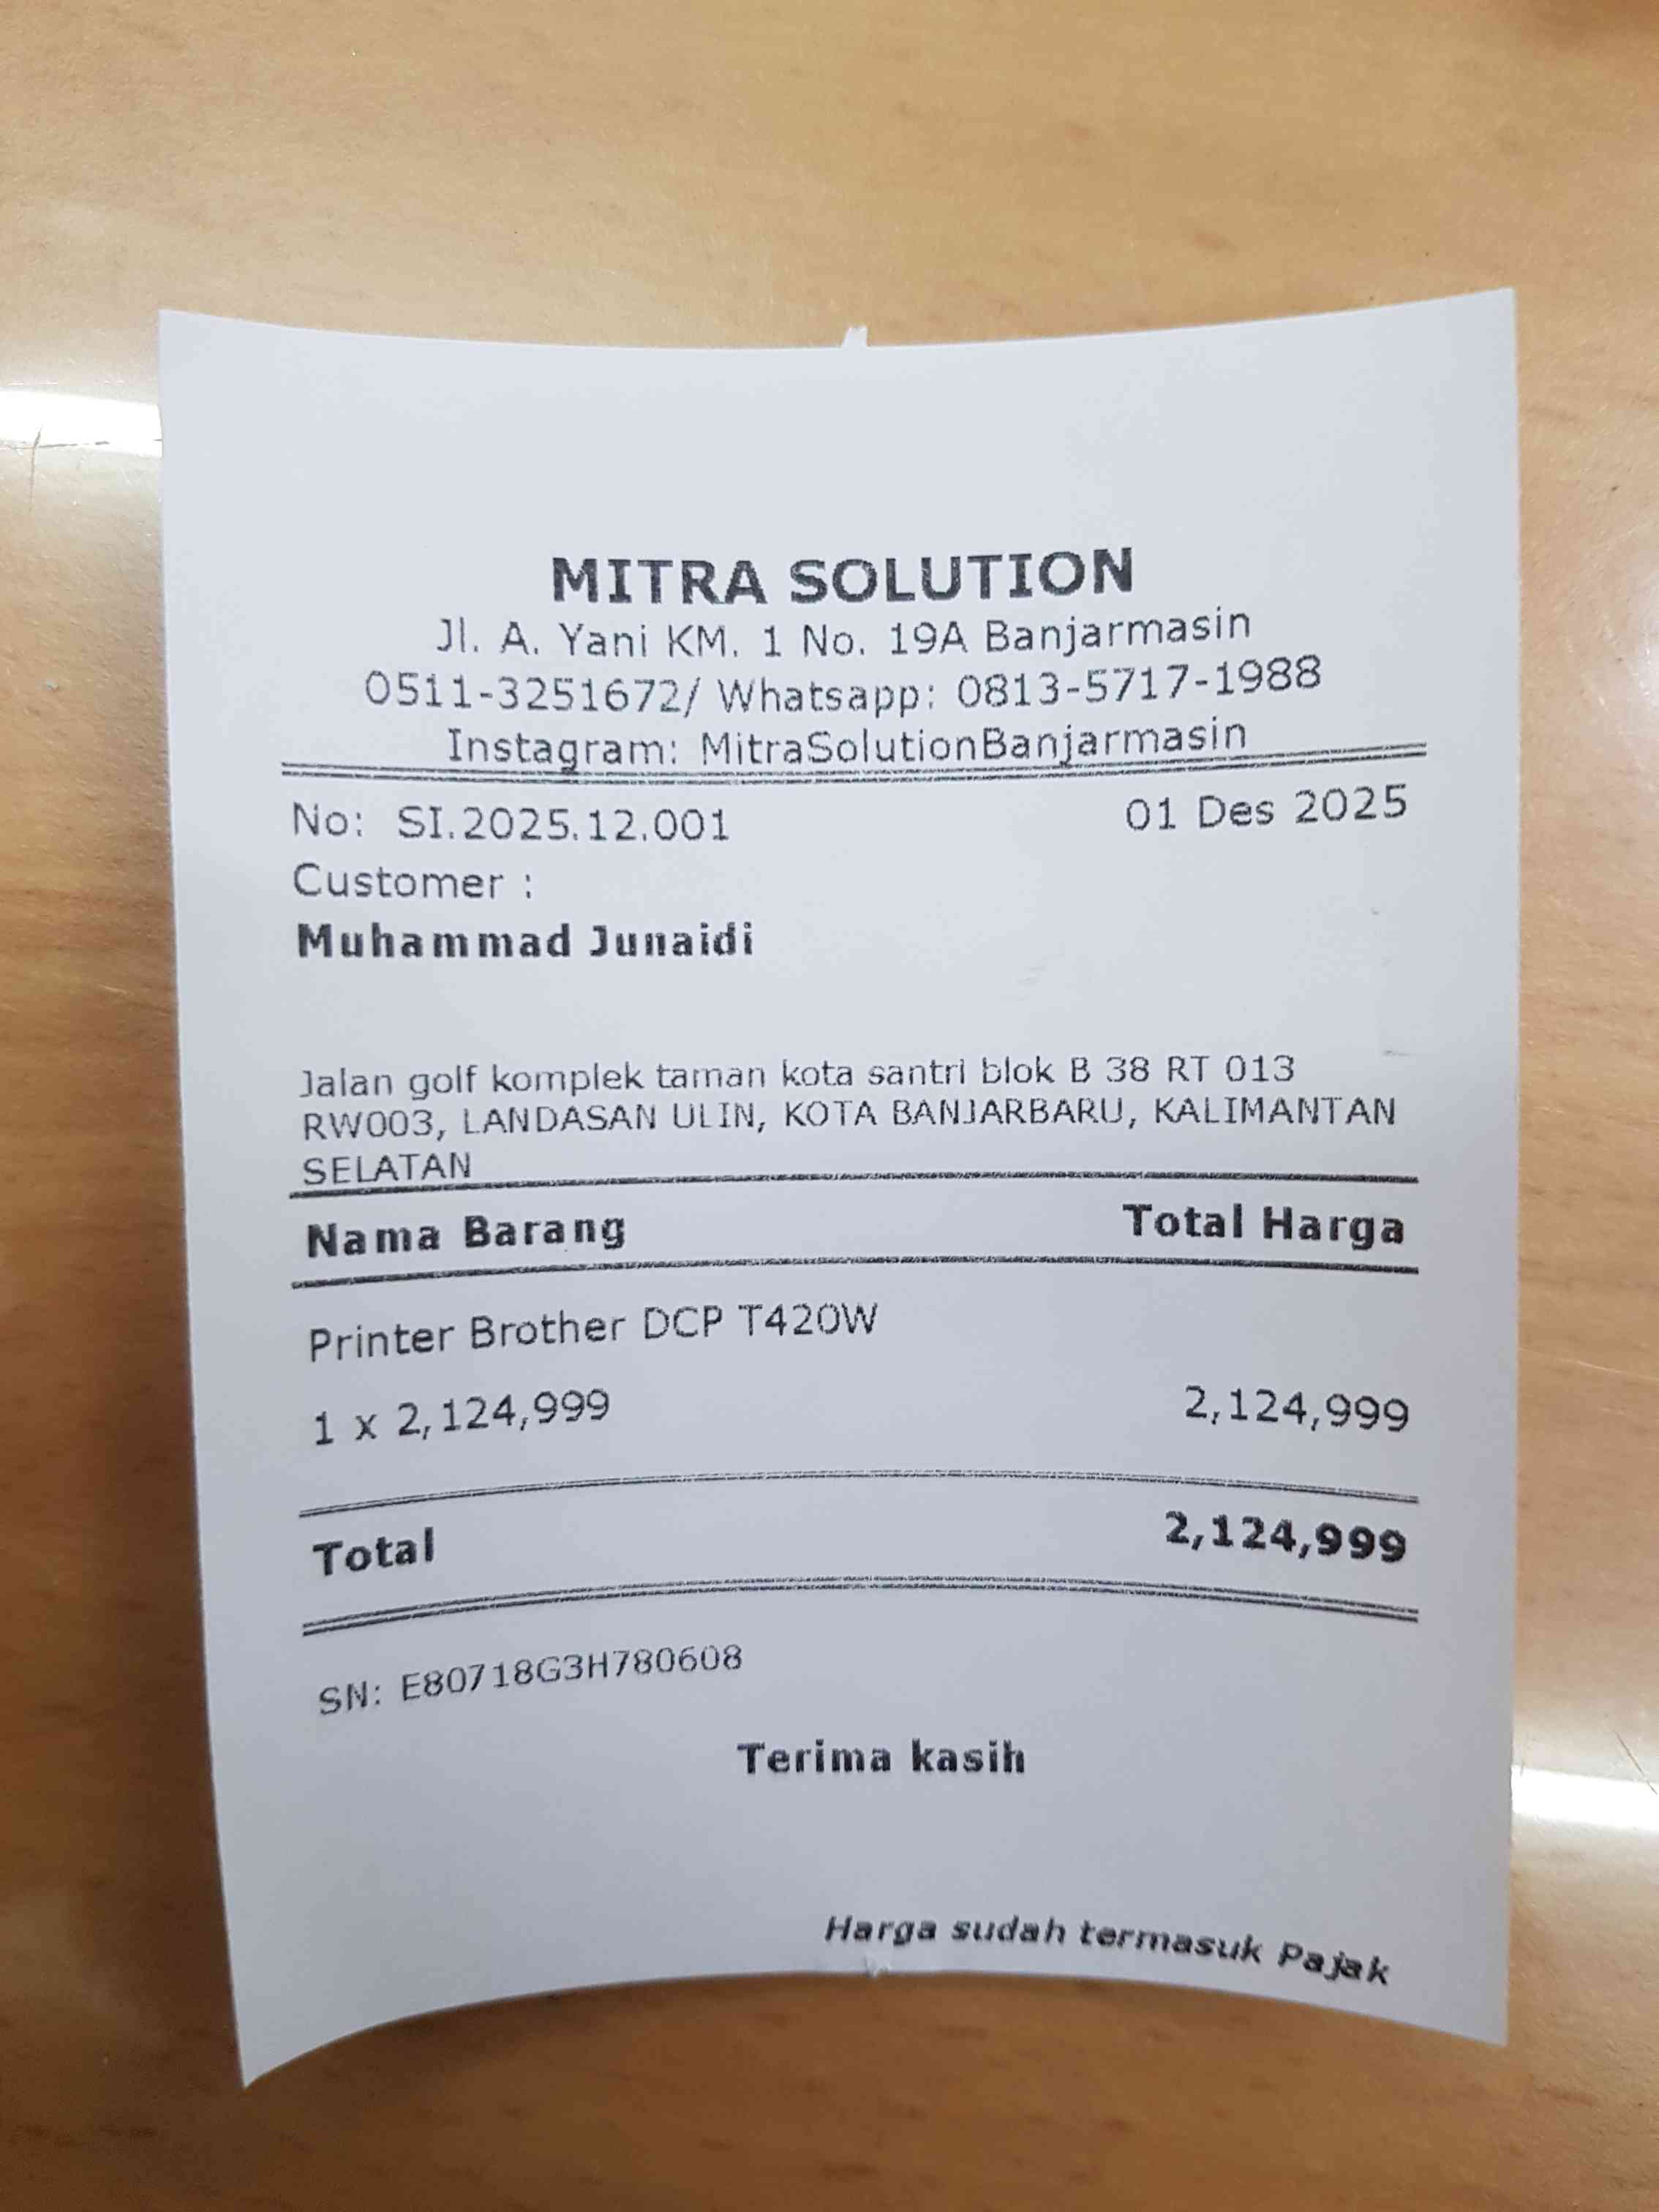 MITRA SOLUTION
Jl. A. Yani KM. 1 No. 19A Banjarmasin
0511-3251672/ Whatsapp: 0813-5717-1988
Instagram: MitraSolutionBanjarmasin
No: SI.2025.12.001 01 Des 2025
Customer :
Muhammad Junaidi
Jalan golf komplek taman kota santri blok B 38 RT 013
RW003, LANDASAN ULIN, KOTA BANJARBARU, KALIMANTAN
SELATAN
Nama Barang Total Harga
Printer Brother DCP T420W
1 x 2,124,999 2,124,999
Total 2,124,999
SN: E80718G3H780608
Terima kasih
Harga sudah termasuk Pajak